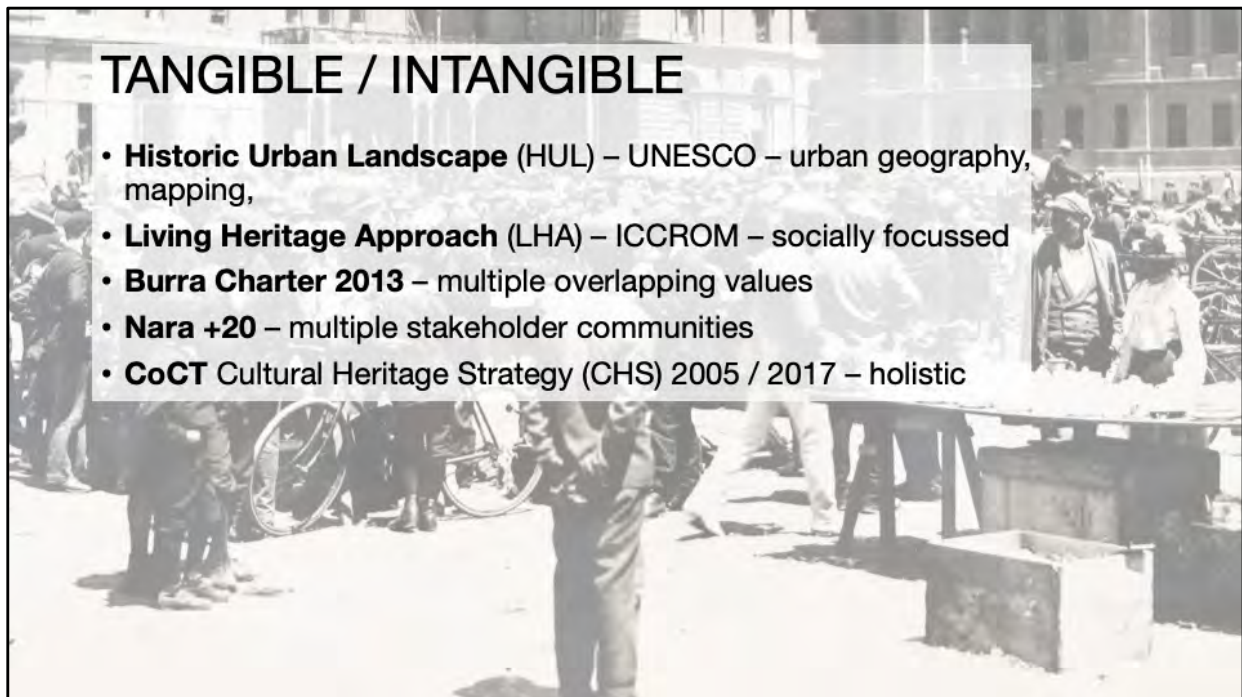 TANGIBLE / INTANGIBLE
• Historic Urban Landscape (HUL) – UNESCO – urban geography,
mapping,
• Living Heritage Approach (LHA) – ICCROM – socially focussed
• Burra Charter 2013 – multiple overlapping values
• Nara +20 – multiple stakeholder communities
• CoCT Cultural Heritage Strategy (CHS) 2005 / 2017 – holistic